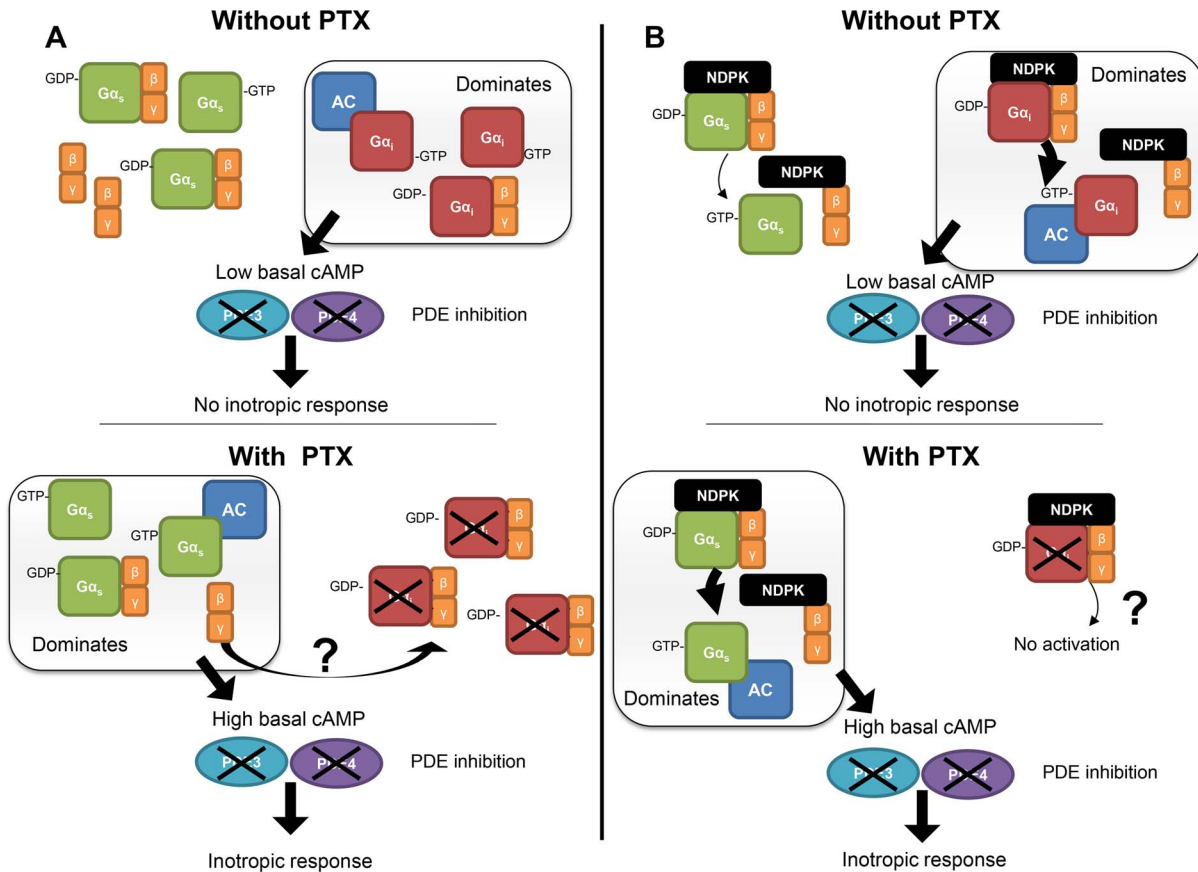 A
Without PTX
GDP-
Gαs
β
γ
Gαs
-GTP
β
γ
β
γ
GDP-
Gαs
β
γ
Dominates
AC
Gαi
-GTP
Gαi
GTP
GDP-
Gαi
β
γ
Low basal cAMP
PDE inhibition
No inotropic response
With PTX
GTP-
Gαs
GTP
Gαs
AC
GDP-
Gαs
β
γ
β
γ
Dominates
?
GDP-
β
γ
GDP-
β
γ
GDP-
β
γ
High basal cAMP
PDE inhibition
Inotropic response
B
Without PTX
NDPK
GDP-
Gαs
β
γ
NDPK
GTP-
Gαs
β
γ
NDPK
Dominates
GDP-
Gαi
β
γ
NDPK
GTP-
Gαi
β
γ
AC
Low basal cAMP
PDE inhibition
No inotropic response
With PTX
NDPK
GDP-
Gαs
β
γ
NDPK
GTP-
Gαs
β
γ
AC
Dominates
NDPK
GDP-
β
γ
?
No activation
High basal cAMP
PDE inhibition
Inotropic response